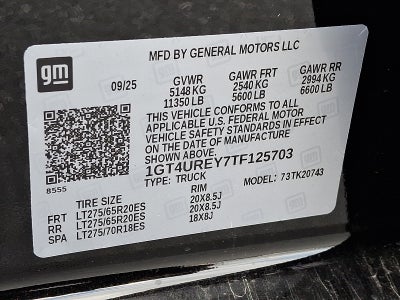 gm
MFD BY GENERAL MOTORS LLC
09/25 GVWR GAWR FRT GAWR RR
5148 KG 2540 KG 2994 KG
11350 LB 5600 LB 6600 LB
THIS VEHICLE CONFORMS TO ALL
APPLICABLE U.S. FEDERAL MOTOR
VEHICLE SAFETY STANDARDS IN EFFECT
ON THE DATE OF MANUFACTURE
SHOWN ABOVE.
1GT4UREY7TF125703
8555 TYPE: TRUCK MODEL: 73TK20743
TIRE SIZE RIM
FRT LT275/65R20ES 20X8.5J
RR LT275/65R20ES 20X8.5J
SPA LT275/70R18ES 18X8J